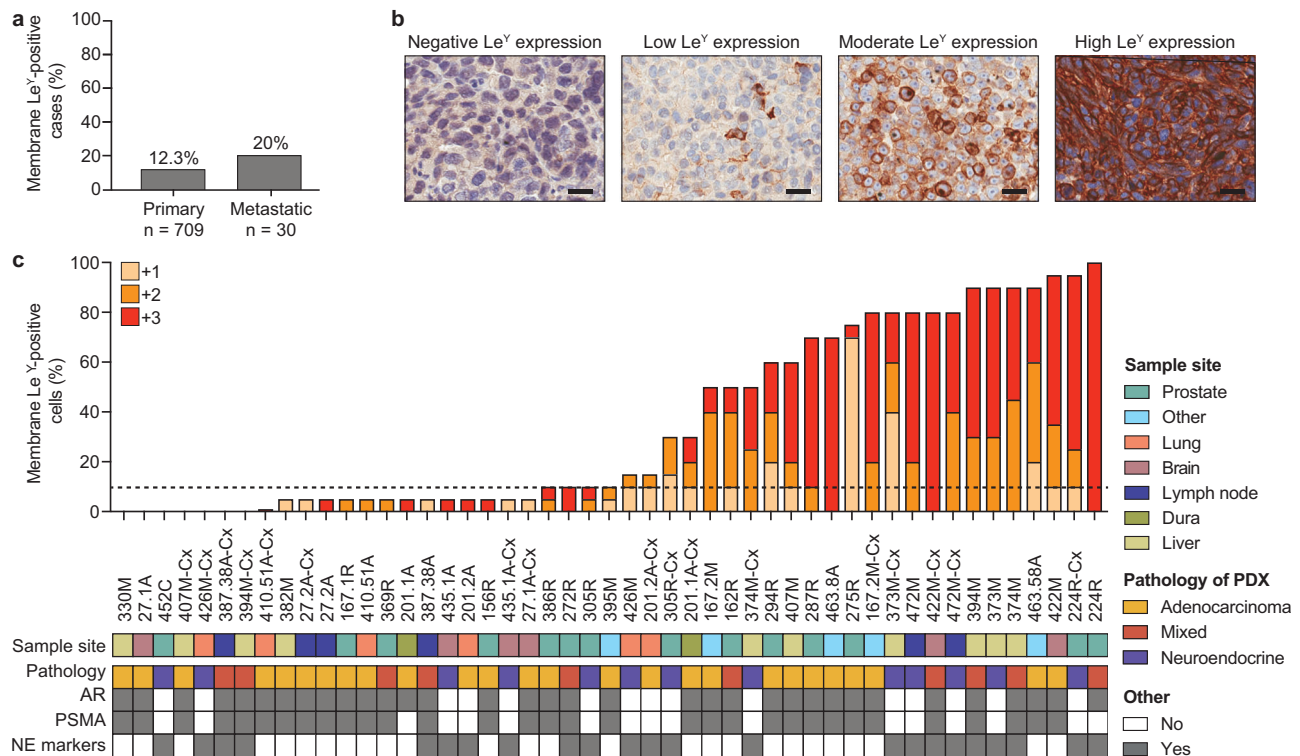 a
100
80
60
40
20
0
Membrane Leʸ-positive
cases (%)
12.3%
20%
Primary
n = 709
Metastatic
n = 30
b
Negative Leʸ expression
Low Leʸ expression
Moderate Leʸ expression
High Leʸ expression
c
100
80
60
40
20
0
Membrane Leʸ-positive
cells (%)
+1
+2
+3
330M
27.1A
452C
407M-Cx
426M-Cx
387.38A-Cx
394M-Cx
410.51A-Cx
382M
27.2A-Cx
27.2A
167.1R
410.51A
369R
201.1A
387.38A
435.1A
201.2A
156R
435.1A-Cx
27.1A-Cx
386R
272R
305R
395M
426M
201.2A-Cx
305R-Cx
201.1A-Cx
167.2M
162R
374M-Cx
294R
407M
287R
463.8A
275R
167.2M-Cx
373M-Cx
472M
422M-Cx
472M-Cx
394M
373M
374M
463.58A
422M
224R-Cx
224R
Sample site
Pathology
AR
PSMA
NE markers
Sample site
Prostate
Other
Lung
Brain
Lymph node
Dura
Liver
Pathology of PDX
Adenocarcinoma
Mixed
Neuroendocrine
Other
No
Yes